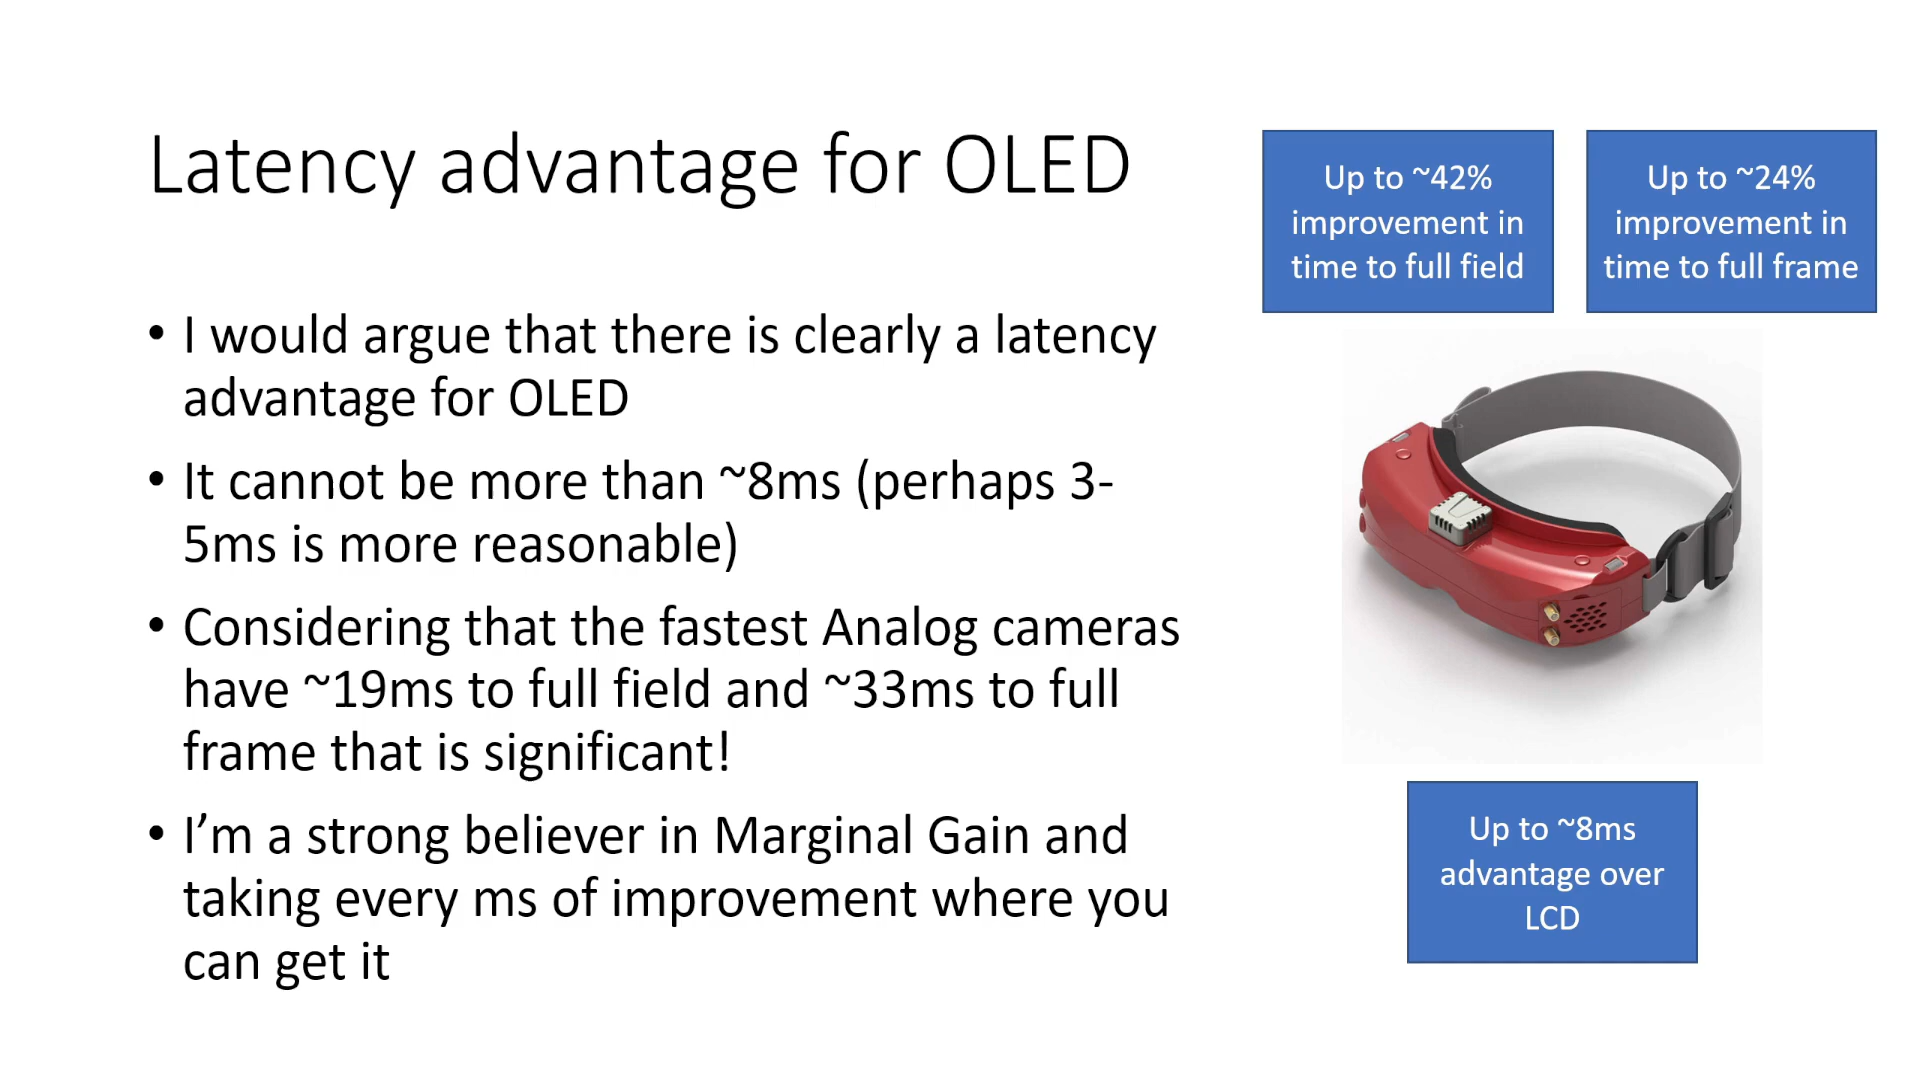 Latency advantage for OLED
• I would argue that there is clearly a latency
advantage for OLED
• It cannot be more than ~8ms (perhaps 3-
5ms is more reasonable)
• Considering that the fastest Analog cameras
have ~19ms to full field and ~33ms to full
frame that is significant!
• I’m a strong believer in Marginal Gain and
taking every ms of improvement where you
can get it
Up to ~42%
improvement in
time to full field
Up to ~24%
improvement in
time to full frame
Up to ~8ms
advantage over
LCD